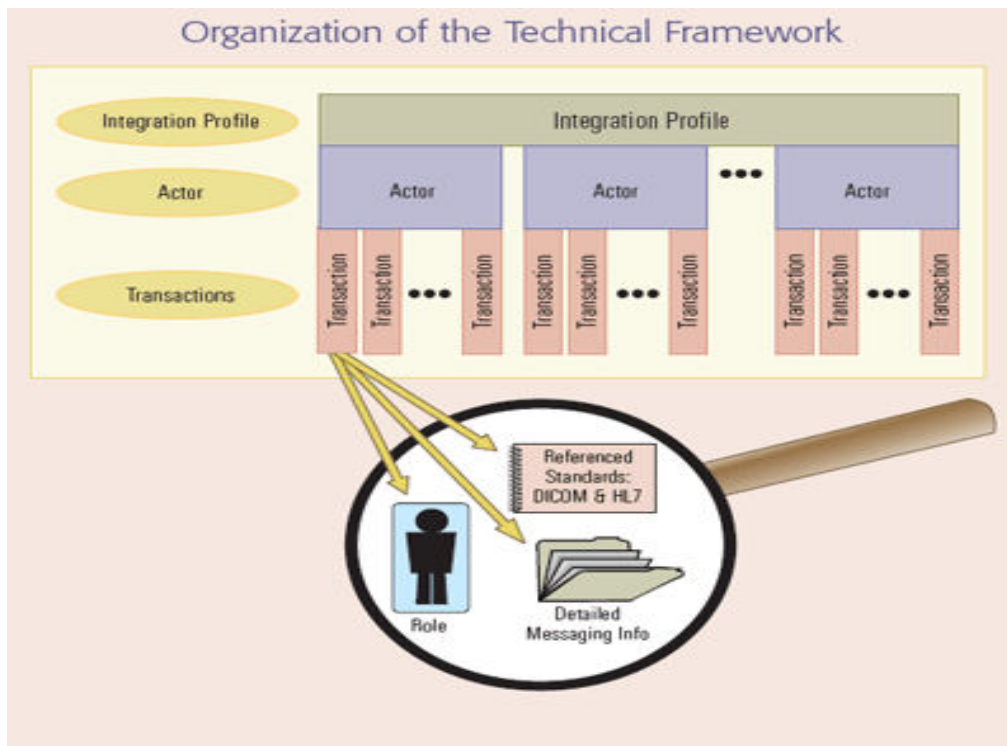 Organization of the Technical Framework
Integration Profile
Integration Profile
Actor
Actor
Actor
Actor
Transactions
Transaction
Transaction
Transaction
Transaction
Transaction
Transaction
Transaction
Transaction
Transaction
Referenced
Standards:
DICOM & HL7
Role
Detailed
Messaging Info